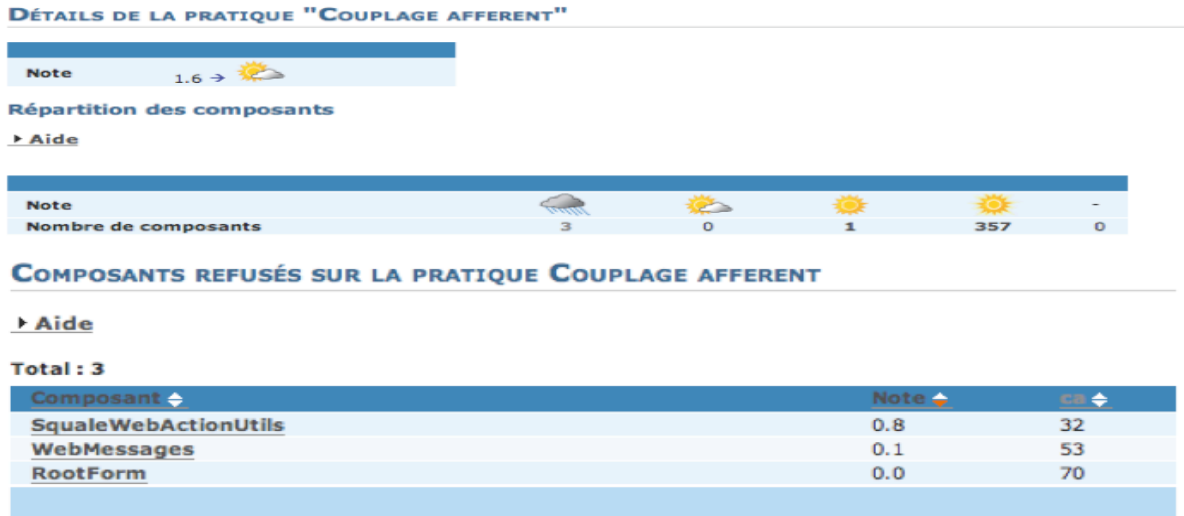 DÉTAILS DE LA PRATIQUE "COUPLAGE AFFERENT"
Note 1.6 →
Répartition des composants
Aide
Note -
Nombre de composants 3 0 1 357 0
COMPOSANTS REFUSÉS SUR LA PRATIQUE COUPLAGE AFFERENT
Aide
Total : 3
Composant Note ca
SqualeWebActionUtils 0.8 32
WebMessages 0.1 53
RootForm 0.0 70